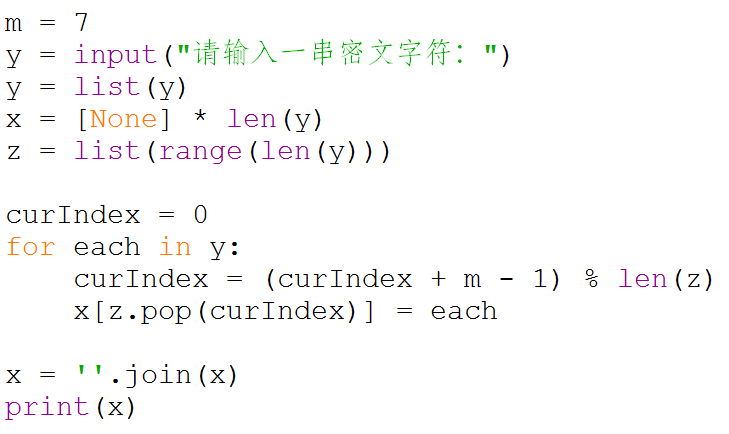 m = 7
y = input("请输入一串密文字符：")
y = list(y)
x = [None] * len(y)
z = list(range(len(y)))
curIndex = 0
for each in y:
    curIndex = (curIndex + m - 1) % len(z)
    x[z.pop(curIndex)] = each
x = ''.join(x)
print(x)